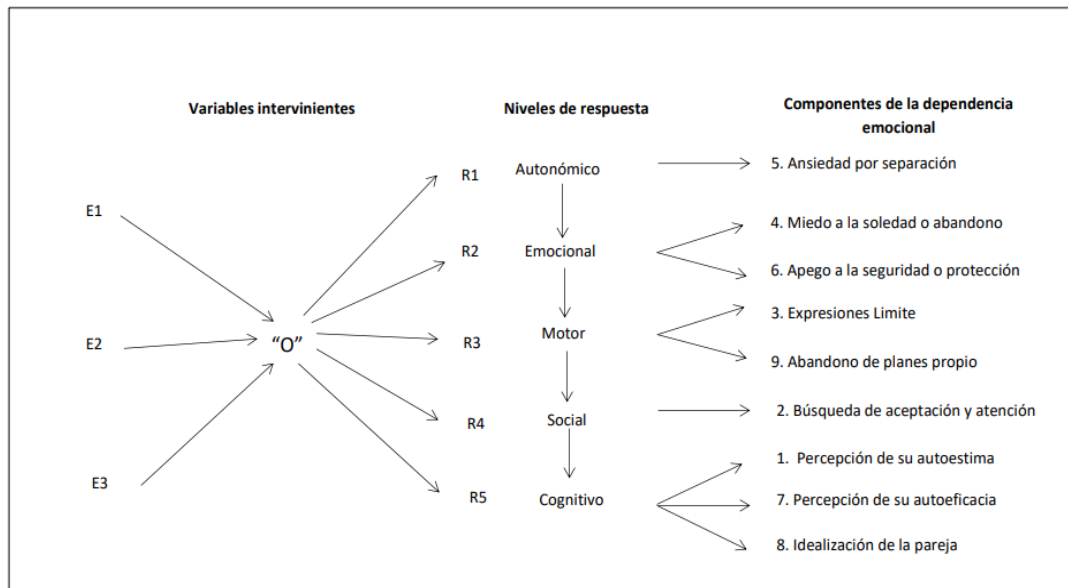 Variables intervinientes
Niveles de respuesta
Componentes de la dependencia
emocional
E1
E2
E3
“O”
R1 Autonómico
R2 Emocional
R3 Motor
R4 Social
R5 Cognitivo
5. Ansiedad por separación
4. Miedo a la soledad o abandono
6. Apego a la seguridad o protección
3. Expresiones Limite
9. Abandono de planes propio
2. Búsqueda de aceptación y atención
1. Percepción de su autoestima
7. Percepción de su autoeficacia
8. Idealización de la pareja